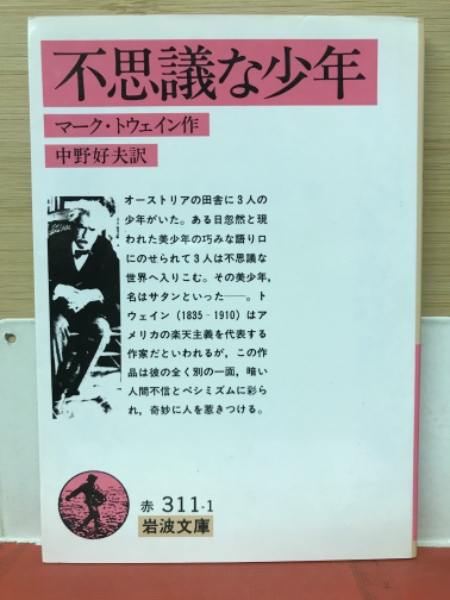 不思議な少年
マーク・トウェイン作
中野好夫訳
オーストリアの田舎に3人の
少年がいた。ある日忽然と現
われた美少年の巧みな語り口
にのせられて3人は不思議な
世界へ入りこむ。その美少年，
名はサタンといった――。ト
ウェイン（1835‐1910）はア
メリカの楽天主義を代表する
作家だといわれるが，この作
品は彼の全く別の一面，暗い
人間不信とペシミズムに彩ら
れ，奇妙に人を惹きつける。
赤 311-1
岩波文庫